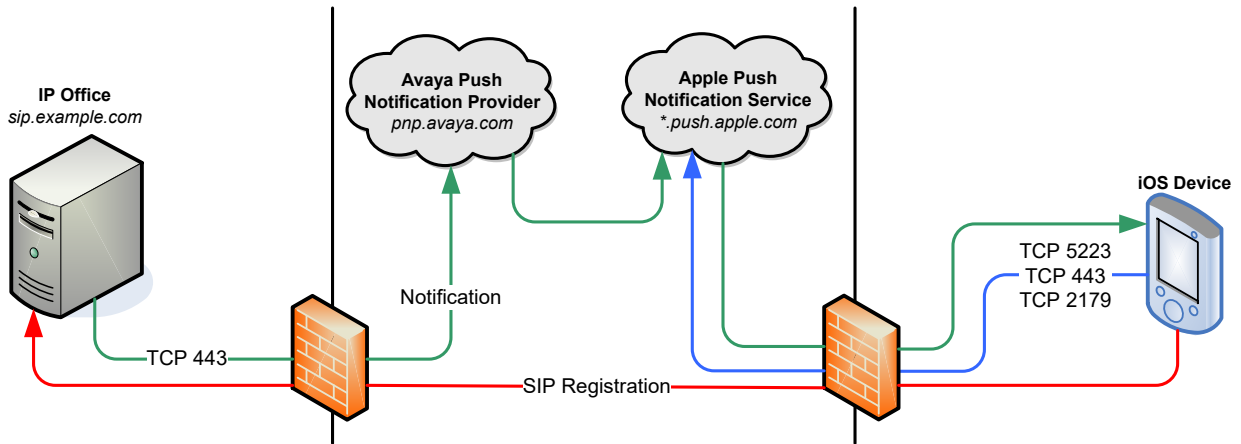 IP Office
sip.example.com
Avaya Push
Notification Provider
pnp.avaya.com
Apple Push
Notification Service
*.push.apple.com
iOS Device
TCP 5223
TCP 443
TCP 2179
Notification
TCP 443
SIP Registration